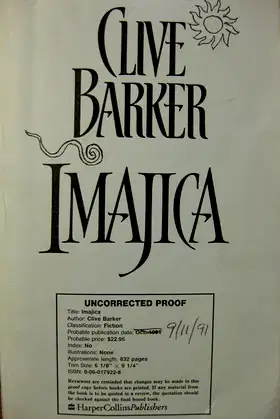 CLIVE
BARKER
IMAJICA
UNCORRECTED PROOF
Title: Imajica
Author: Clive Barker
Classification: Fiction
Probable publication date: Oct. 1991 9/11/91
Probable price: $22.95
Index: No
Illustrations: None
Approximate length: 832 pages
Trim Size: 6 1/8" × 9 1/4"
ISBN: 0-06-017922-8
Reviewers are reminded that changes may be made in this
proof copy before books are printed. If any material from
the book is to be quoted in a review, the quotation should
be checked against the final bound book.
HarperCollinsPublishers